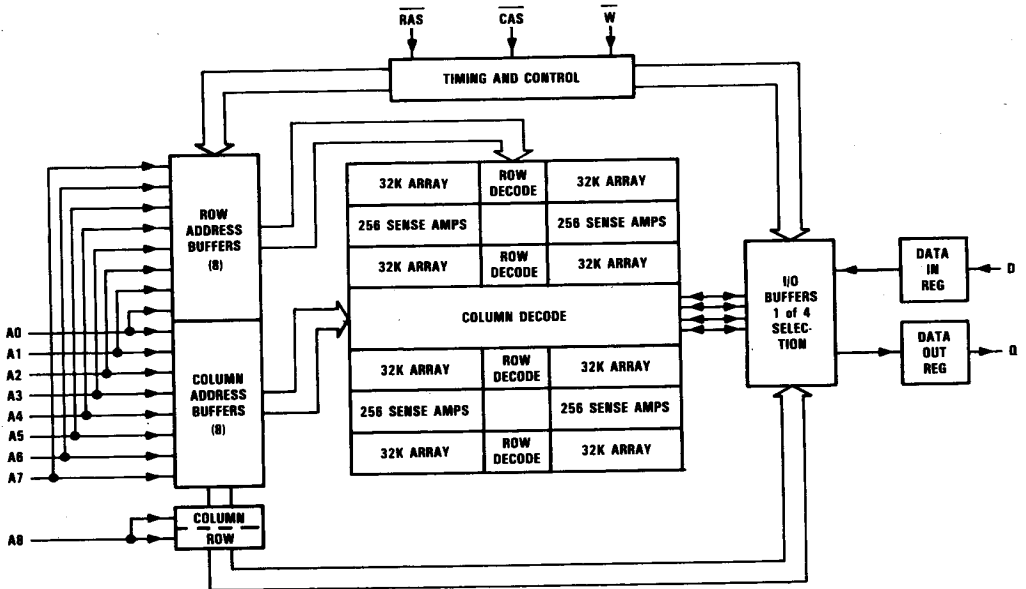 RAS CAS W
TIMING AND CONTROL
ROW
ADDRESS
BUFFERS
(8)
32K ARRAY ROW DECODE 32K ARRAY
256 SENSE AMPS 256 SENSE AMPS
32K ARRAY ROW DECODE 32K ARRAY
COLUMN DECODE
32K ARRAY ROW DECODE 32K ARRAY
256 SENSE AMPS 256 SENSE AMPS
32K ARRAY ROW DECODE 32K ARRAY
I/O
BUFFERS
1 of 4
SELEC-
TION
DATA
IN
REG
D
DATA
OUT
REG
Q
A0
A1
A2
A3
A4
A5
A6
A7
COLUMN
ADDRESS
BUFFERS
(8)
A8
COLUMN
ROW